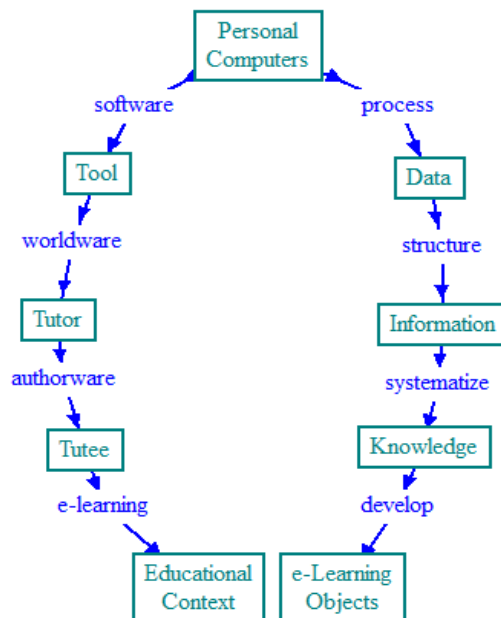 Personal
Computers
software
process
Tool
Data
worldware
structure
Tutor
Information
authorware
systematize
Tutee
Knowledge
e-learning
develop
Educational
Context
e-Learning
Objects